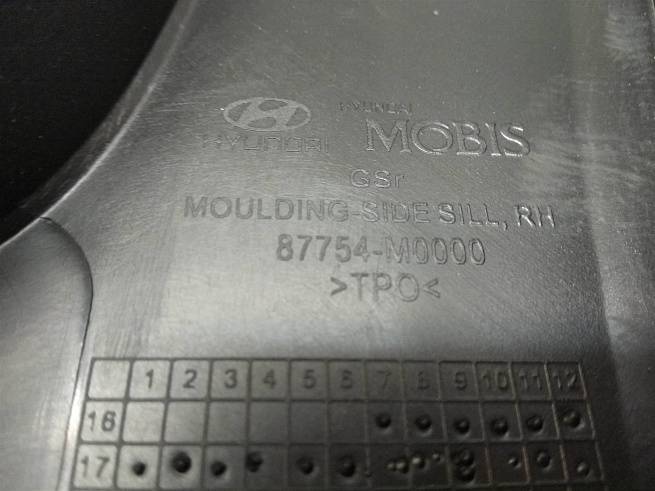 HYUNDAI
HYUNDAI MOBIS
GSr
MOULDING-SIDE SILL, RH
87754-M0000
>TPO<
1 2 3 4 5 6 7 8 9 10 11 12
16
17